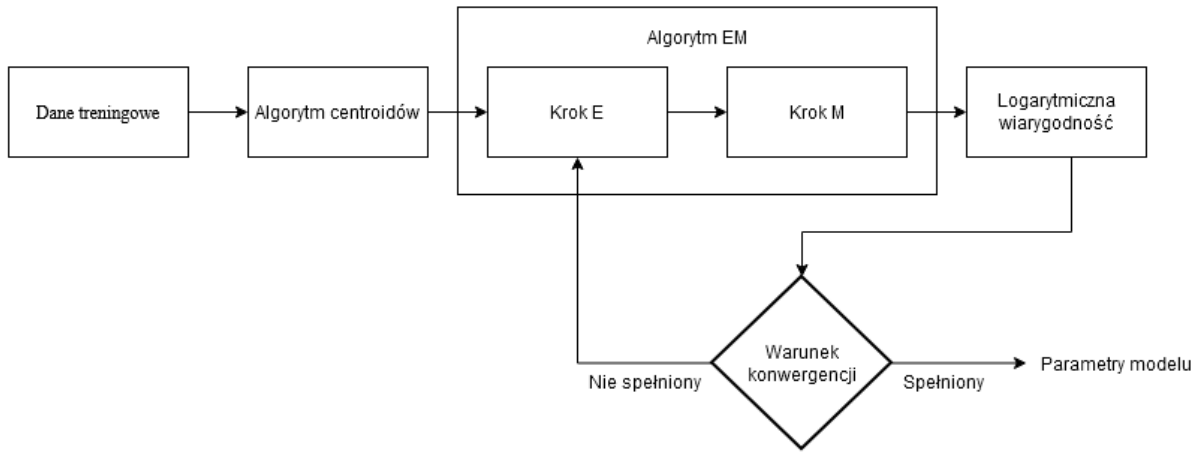 Algorytm EM
Dane treningowe
Algorytm centroidów
Krok E
Krok M
Logarytmiczna
wiarygodność
Warunek
konwergencji
Nie spełniony
Spełniony
Parametry modelu